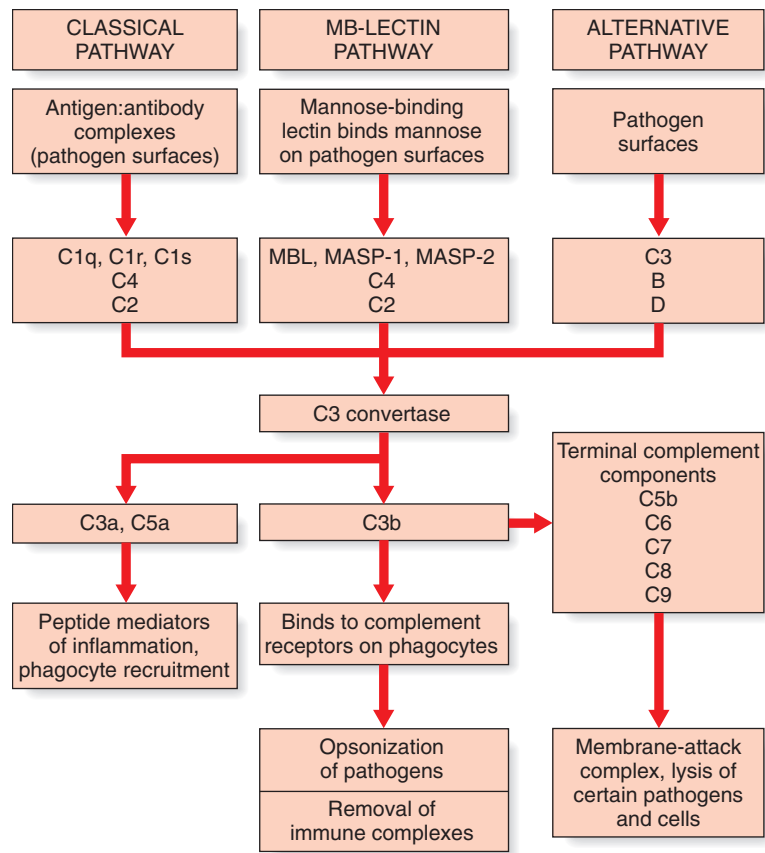 CLASSICAL
PATHWAY
MB-LECTIN
PATHWAY
ALTERNATIVE
PATHWAY
Antigen:antibody
complexes
(pathogen surfaces)
Mannose-binding
lectin binds mannose
on pathogen surfaces
Pathogen
surfaces
C1q, C1r, C1s
C4
C2
MBL, MASP-1, MASP-2
C4
C2
C3
B
D
C3 convertase
C3a, C5a
C3b
Terminal complement
components
C5b
C6
C7
C8
C9
Peptide mediators
of inflammation,
phagocyte recruitment
Binds to complement
receptors on phagocytes
Opsonization
of pathogens
Removal of
immune complexes
Membrane-attack
complex, lysis of
certain pathogens
and cells